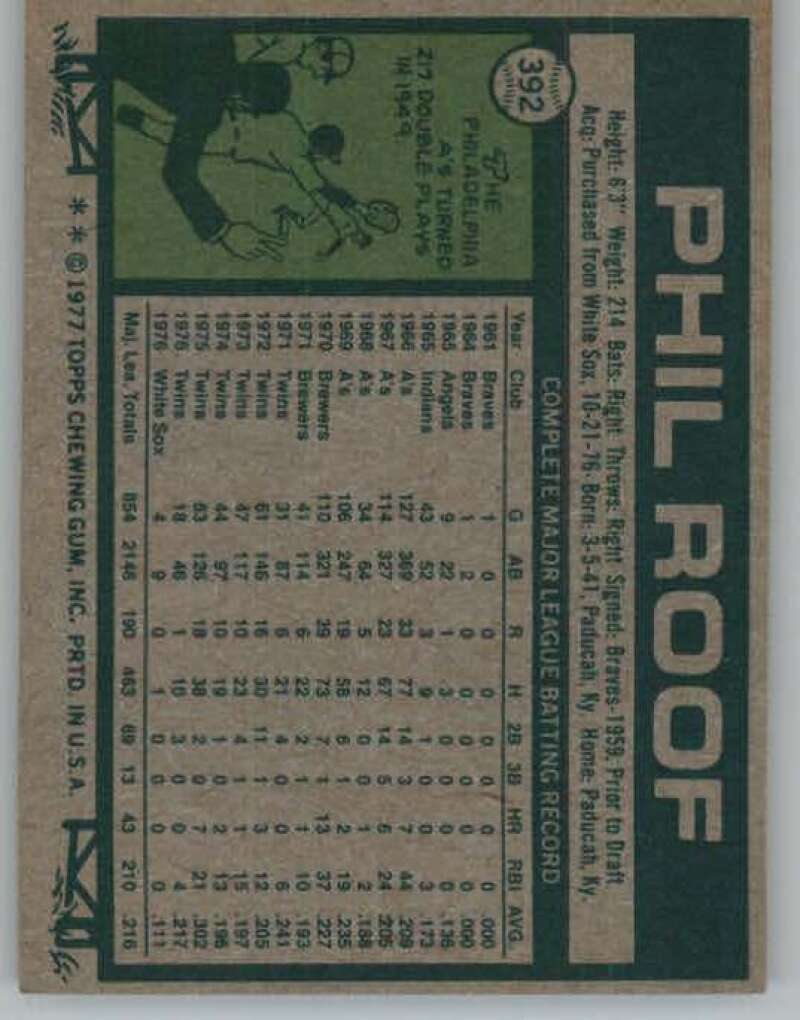 392
PHIL ROOF
Height: 6'3" Weight: 214 Bats: Right Throws: Right Signed: Braves-1959, Prior to Draft
Acq: Purchased from White Sox, 10-21-76 Born: 3-5-41, Paducah, Ky. Home: Paducah, Ky.
THE
PHILADELPHIA
A'S TURNED
217 DOUBLE PLAYS
IN 1949.
COMPLETE MAJOR LEAGUE BATTING RECORD
Year Club G AB R H 2B 3B HR RBI AVG.
1961 Braves 1 0 0 0 0 0 0 0 .000
1964 Braves 1 2 0 0 0 0 0 0 .000
1965 Angels 9 22 1 3 0 0 0 0 .136
1965 Indians 43 52 3 9 1 0 0 3 .173
1966 A's 127 369 33 77 14 3 7 44 .209
1967 A's 114 327 23 67 14 5 6 24 .205
1968 A's 34 64 5 12 0 0 1 2 .188
1969 A's 106 247 19 58 6 1 2 19 .235
1970 Brewers 110 321 39 73 7 1 13 37 .227
1971 Brewers 41 114 6 22 2 1 1 10 .193
1971 Twins 31 87 6 21 4 0 0 6 .241
1972 Twins 61 146 16 30 11 1 3 12 .205
1973 Twins 47 117 10 23 4 1 1 15 .197
1974 Twins 44 97 10 19 1 0 2 13 .196
1975 Twins 63 126 18 38 2 0 7 21 .302
1976 Twins 18 46 1 10 3 0 0 4 .217
1976 White Sox 4 9 0 1 0 0 0 0 .111
Maj. Lea. Totals 854 2146 190 463 69 13 43 210 .216
* * © 1977 TOPPS CHEWING GUM, INC. PRTD. IN U.S.A.